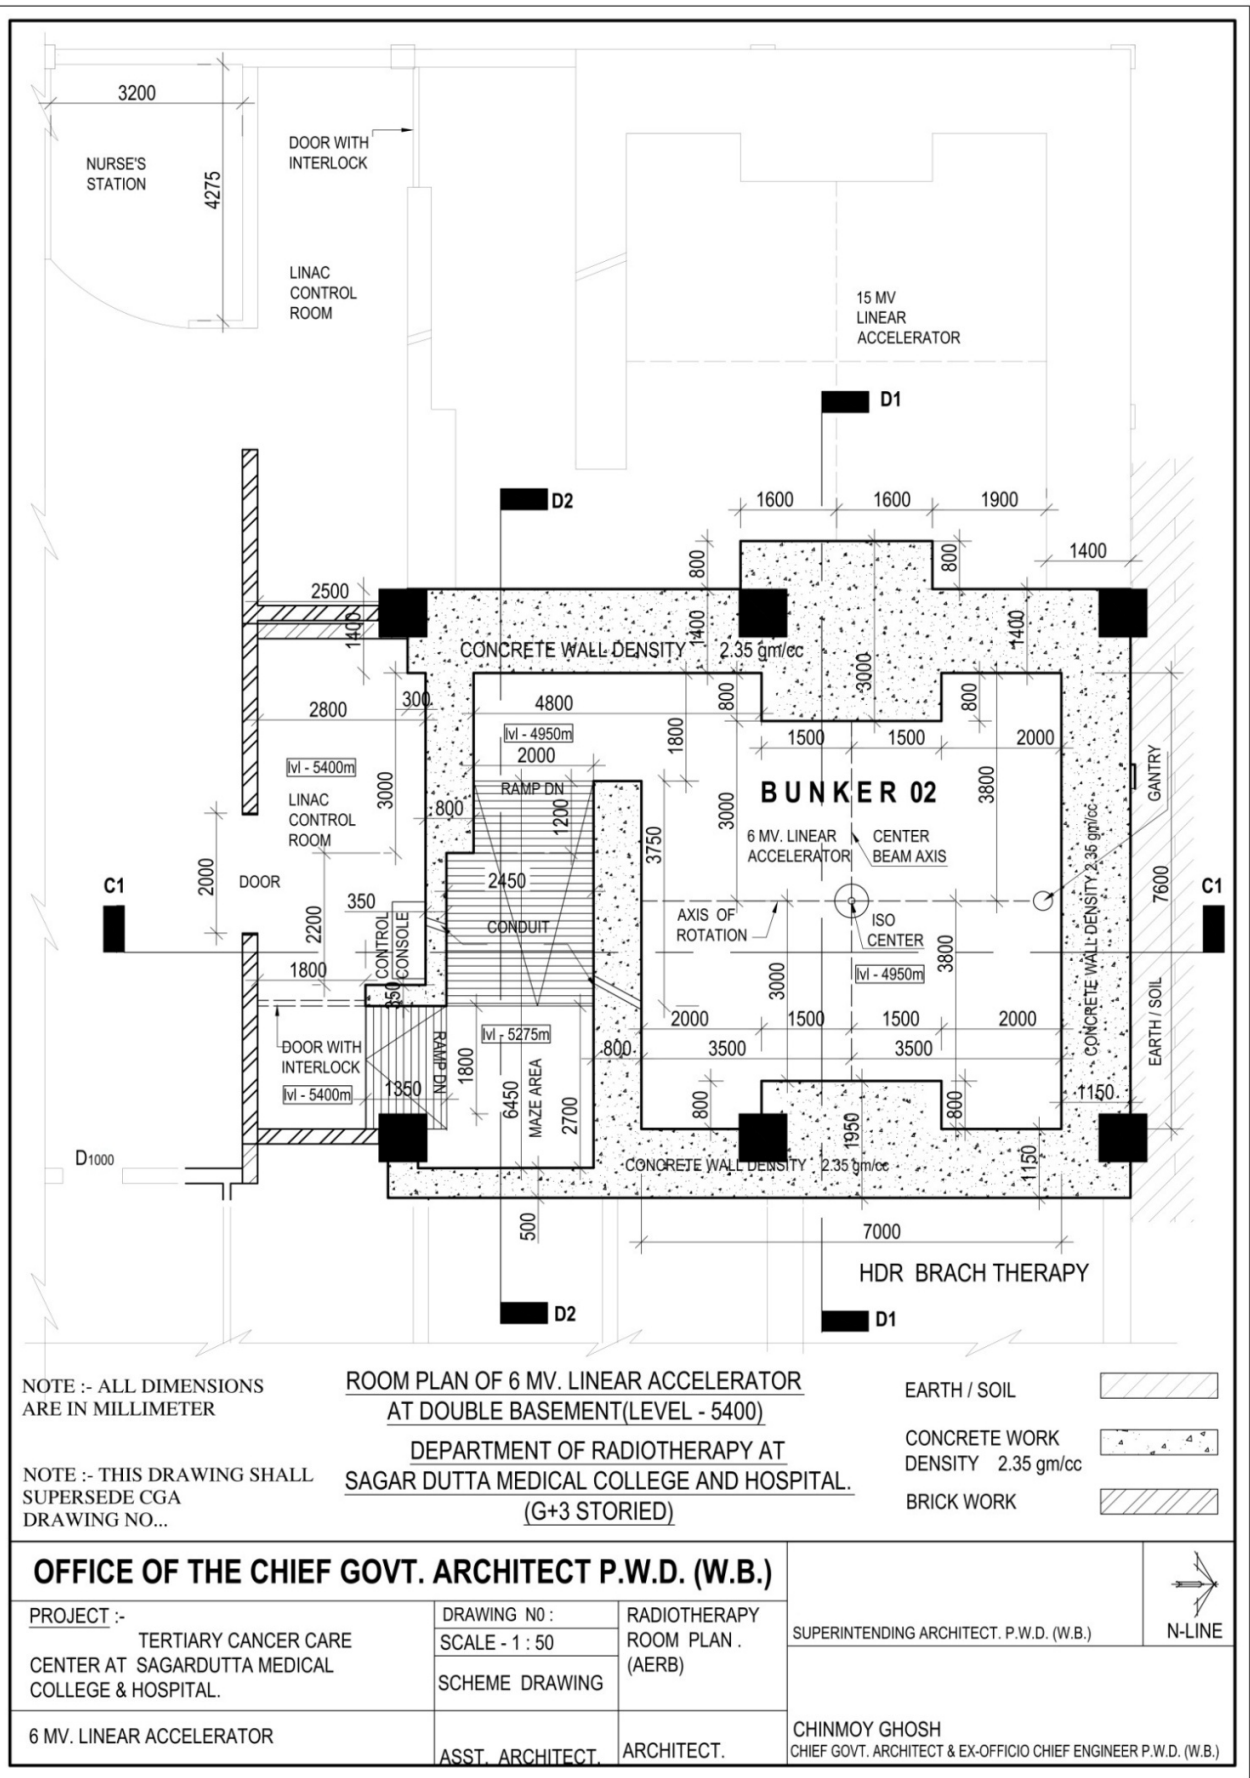 3200
NURSE'S
STATION
4275
DOOR WITH
INTERLOCK
LINAC
CONTROL
ROOM
15 MV
LINEAR
ACCELERATOR
D1
D2
1600
1600
1900
1400
800
800
2500
1400
1400
1400
3000
CONCRETE WALL DENSITY 2.35 gm/cc
300
4800
2800
lvl - 4950m
1800
800
800
2000
1500
1500
2000
lvl - 5400m
RAMP DN
3000
LINAC
CONTROL
ROOM
800
1200
BUNKER 02
3000
3800
GANTRY
3750
6 MV. LINEAR
ACCELERATOR
CENTER
BEAM AXIS
CONCRETE WALL DENSITY 2.35 gm/cc
7600
C1
2000
DOOR
2450
350
2200
CONTROL
CONSOLE
CONDUIT
AXIS OF
ROTATION
ISO
CENTER
C1
1800
350
3000
lvl - 4950m
3800
EARTH / SOIL
DOOR WITH
INTERLOCK
lvl - 5400m
RAMP DN
1350
1800
lvl - 5275m
6450
MAZE AREA
2700
800
2000
1500
1500
2000
3500
3500
800
1950
800
1150
1150
D1000
CONCRETE WALL DENSITY 2.35 gm/cc
500
7000
HDR BRACH THERAPY
D2
D1
NOTE :- ALL DIMENSIONS
ARE IN MILLIMETER
NOTE :- THIS DRAWING SHALL
SUPERSEDE CGA
DRAWING NO...
ROOM PLAN OF 6 MV. LINEAR ACCELERATOR
AT DOUBLE BASEMENT(LEVEL - 5400)
DEPARTMENT OF RADIOTHERAPY AT
SAGAR DUTTA MEDICAL COLLEGE AND HOSPITAL.
(G+3 STORIED)
EARTH / SOIL
CONCRETE WORK
DENSITY 2.35 gm/cc
BRICK WORK
OFFICE OF THE CHIEF GOVT. ARCHITECT P.W.D. (W.B.)
PROJECT :-
TERTIARY CANCER CARE
CENTER AT SAGARDUTTA MEDICAL
COLLEGE & HOSPITAL.
6 MV. LINEAR ACCELERATOR
DRAWING N0 :
SCALE - 1 : 50
SCHEME DRAWING
ASST. ARCHITECT.
RADIOTHERAPY
ROOM PLAN .
(AERB)
ARCHITECT.
SUPERINTENDING ARCHITECT. P.W.D. (W.B.)
N-LINE
CHINMOY GHOSH
CHIEF GOVT. ARCHITECT & EX-OFFICIO CHIEF ENGINEER P.W.D. (W.B.)